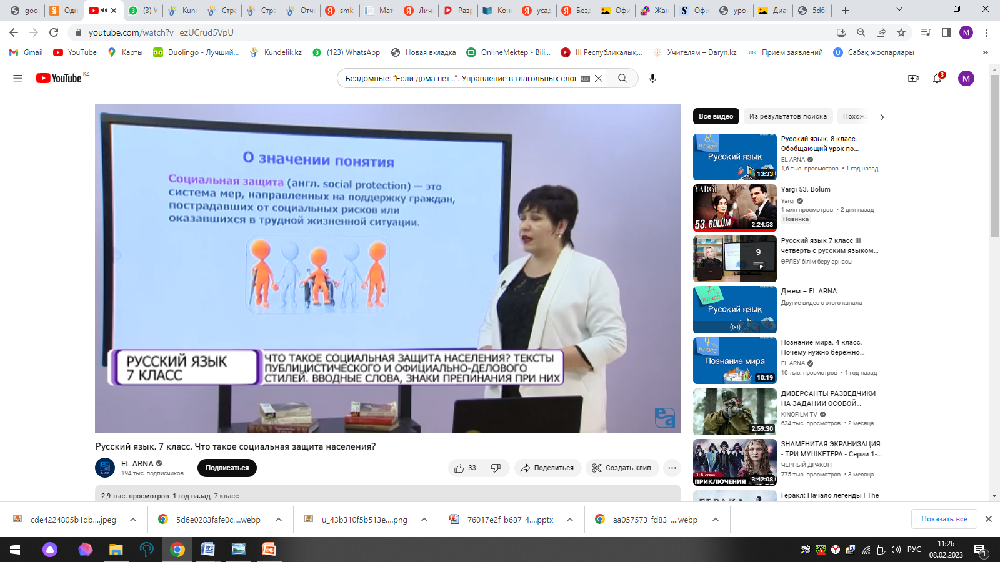 goo
Одн
(3) V
Kund
Стра
Стра
Отче
smk
Мат
Личн
Разр
Конс
усад
Безд
Офи
Жан
Офи
урок
Диа
5d6e
youtube.com/watch?v=ezUCrud5VpU
M
Gmail
YouTube
Карты
Duolingo – Лучший...
Kundelik.kz
(123) WhatsApp
Новая вкладка
OnlineMektep - Bili...
III Республикалық...
Учителям – Daryn.kz
Прием заявлений
Сабақ жоспарлары
YouTube KZ
Бездомные: "Если дома нет...". Управление в глагольных слов
3
M
О значении понятия
Социальная защита (англ. social protection) — это
система мер, направленных на поддержку граждан,
пострадавших от социальных рисков или
оказавшихся в трудной жизненной ситуации.
РУССКИЙ ЯЗЫК
7 КЛАСС
ЧТО ТАКОЕ СОЦИАЛЬНАЯ ЗАЩИТА НАСЕЛЕНИЯ? ТЕКСТЫ
ПУБЛИЦИСТИЧЕСКОГО И ОФИЦИАЛЬНО-ДЕЛОВОГО
СТИЛЕЙ. ВВОДНЫЕ СЛОВА, ЗНАКИ ПРЕПИНАНИЯ ПРИ НИХ
ea
Русский язык. 7 класс. Что такое социальная защита населения?
EL ARNA
194 тыс. подписчиков
Подписаться
33
Поделиться
Создать клип
2,9 тыс. просмотров 1 год назад 7 класс
Все видео
Из результатов поиска
Похожи
8
класс
Русский язык
13:33
Русский язык. 8 класс.
Обобщающий урок по...
EL ARNA
1,6 тыс. просмотров • 1 год назад
YARGI
53. BÖLÜM
2:24:53
Yargı 53. Bölüm
Yargı
1 млн просмотров • 2 дня назад
Новинка
9
Русский язык 7 класс III
четверть с русским языком...
ӨРЛЕУ білім беру арнасы
7
класс
Русский язык
Джем – EL ARNA
Другие видео с этого канала
4
класс
Познание мира
10:19
Познание мира. 4 класс.
Почему нужно бережно...
EL ARNA
10 тыс. просмотров • 1 год назад
2:59:30
ДИВЕРСАНТЫ РАЗВЕДЧИКИ
НА ЗАДАНИИ ОСОБОЙ...
KINOFILM TV
634 тыс. просмотров • 2 месяца...
1-5 серии
ПРИКЛЮЧЕНИЯ
3:42:08
ЗНАМЕНИТАЯ ЭКРАНИЗАЦИЯ
- ТРИ МУШКЕТЕРА - Серии 1-...
ЧЕРНЫЙ ДРАКОН
775 тыс. просмотров • 3 месяца...
Геракл: Начало легенды | The
cde4224805b1db....jpeg
5d6e0283fafe0c....webp
u_43b310f5b513e....png
76017e2f-b687-4....pptx
aa057573-fd83-....webp
Показать все
РУС
11:26
08.02.2023
1